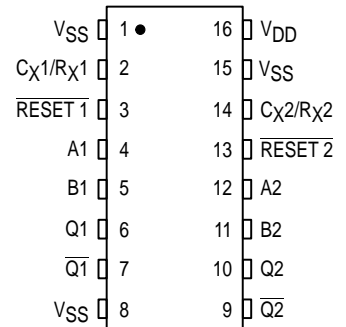 VSS 1 16 VDD
CX1/RX1 2 15 VSS
RESET 1 3 14 CX2/RX2
A1 4 13 RESET 2
B1 5 12 A2
Q1 6 11 B2
Q1 7 10 Q2
VSS 8 9 Q2